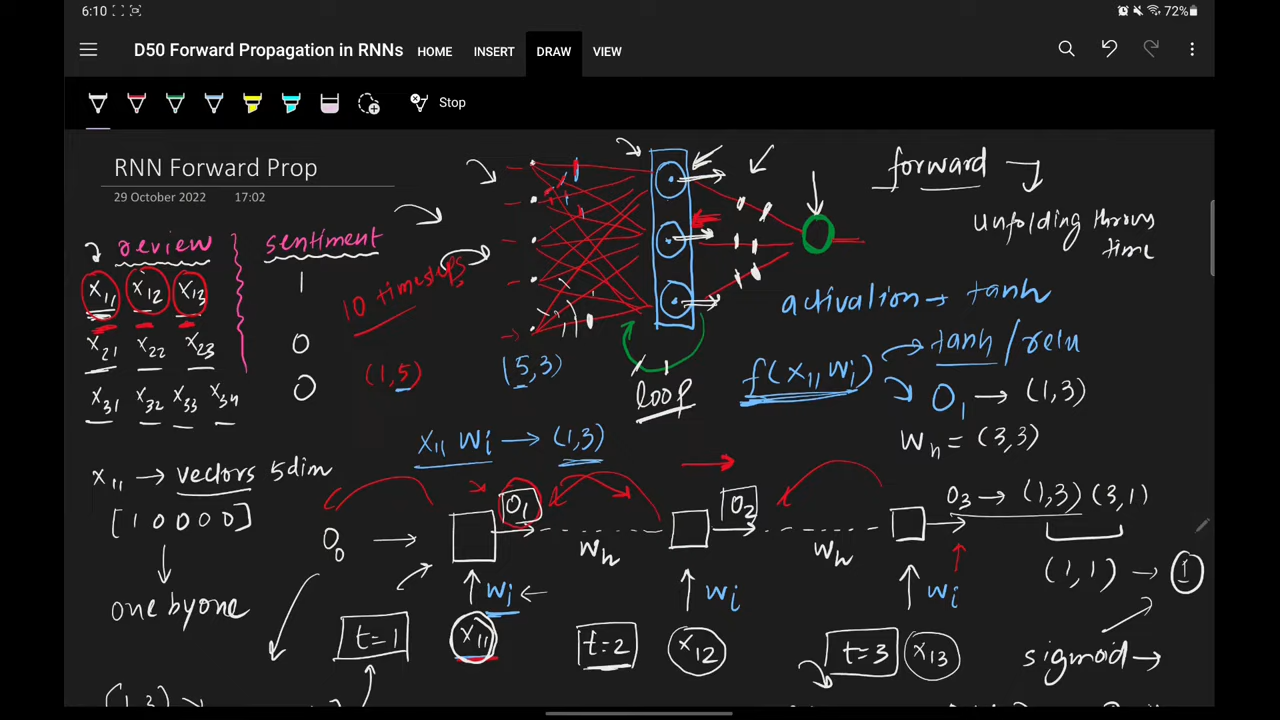 6:10
72%
D50 Forward Propagation in RNNs
HOME
INSERT
DRAW
VIEW
Stop
RNN Forward Prop
29 October 2022 17:02
review
sentiment
x11 x12 x13
1
x21 x22 x23
0
x31 x32 x33 x34
0
10 timesteps
(1,5)
(5,3)
loop
forward
unfolding throws
time
activation → tanh
f(x11 wi)
tanh/relu
O1 → (1,3)
wh = (3,3)
x11 wi → (1,3)
x11 → vectors 5dim
[1 0 0 0 0]
one by one
O0
O1
wh
O2
wh
O3 → (1,3) (3,1)
(1,1) → 1
wi
wi
wi
t=1
x11
t=2
x12
t=3
x13
sigmoid →
(1,3)